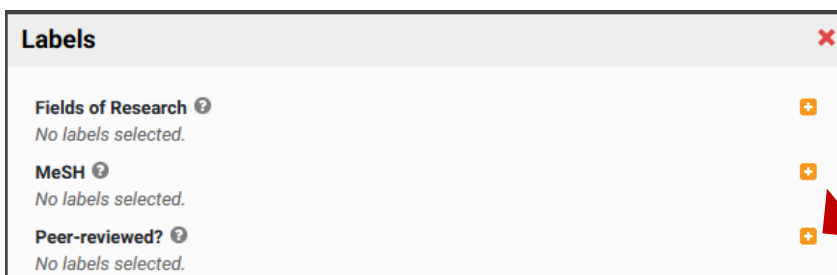 Labels
Fields of Research
No labels selected.
MeSH
No labels selected.
Peer-reviewed?
No labels selected.